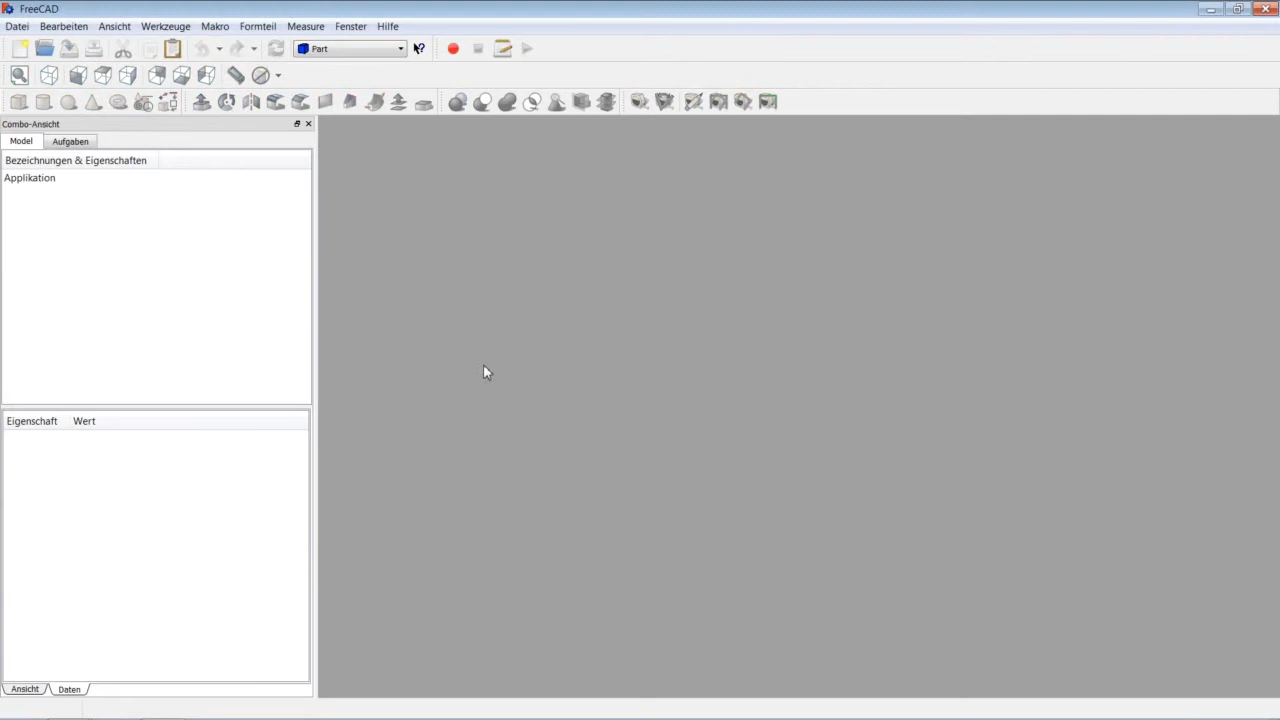 FreeCAD
Datei Bearbeiten Ansicht Werkzeuge Makro Formteil Measure Fenster Hilfe
Part
Combo-Ansicht
Model Aufgaben
Bezeichnungen & Eigenschaften
Applikation
Eigenschaft Wert
Ansicht Daten